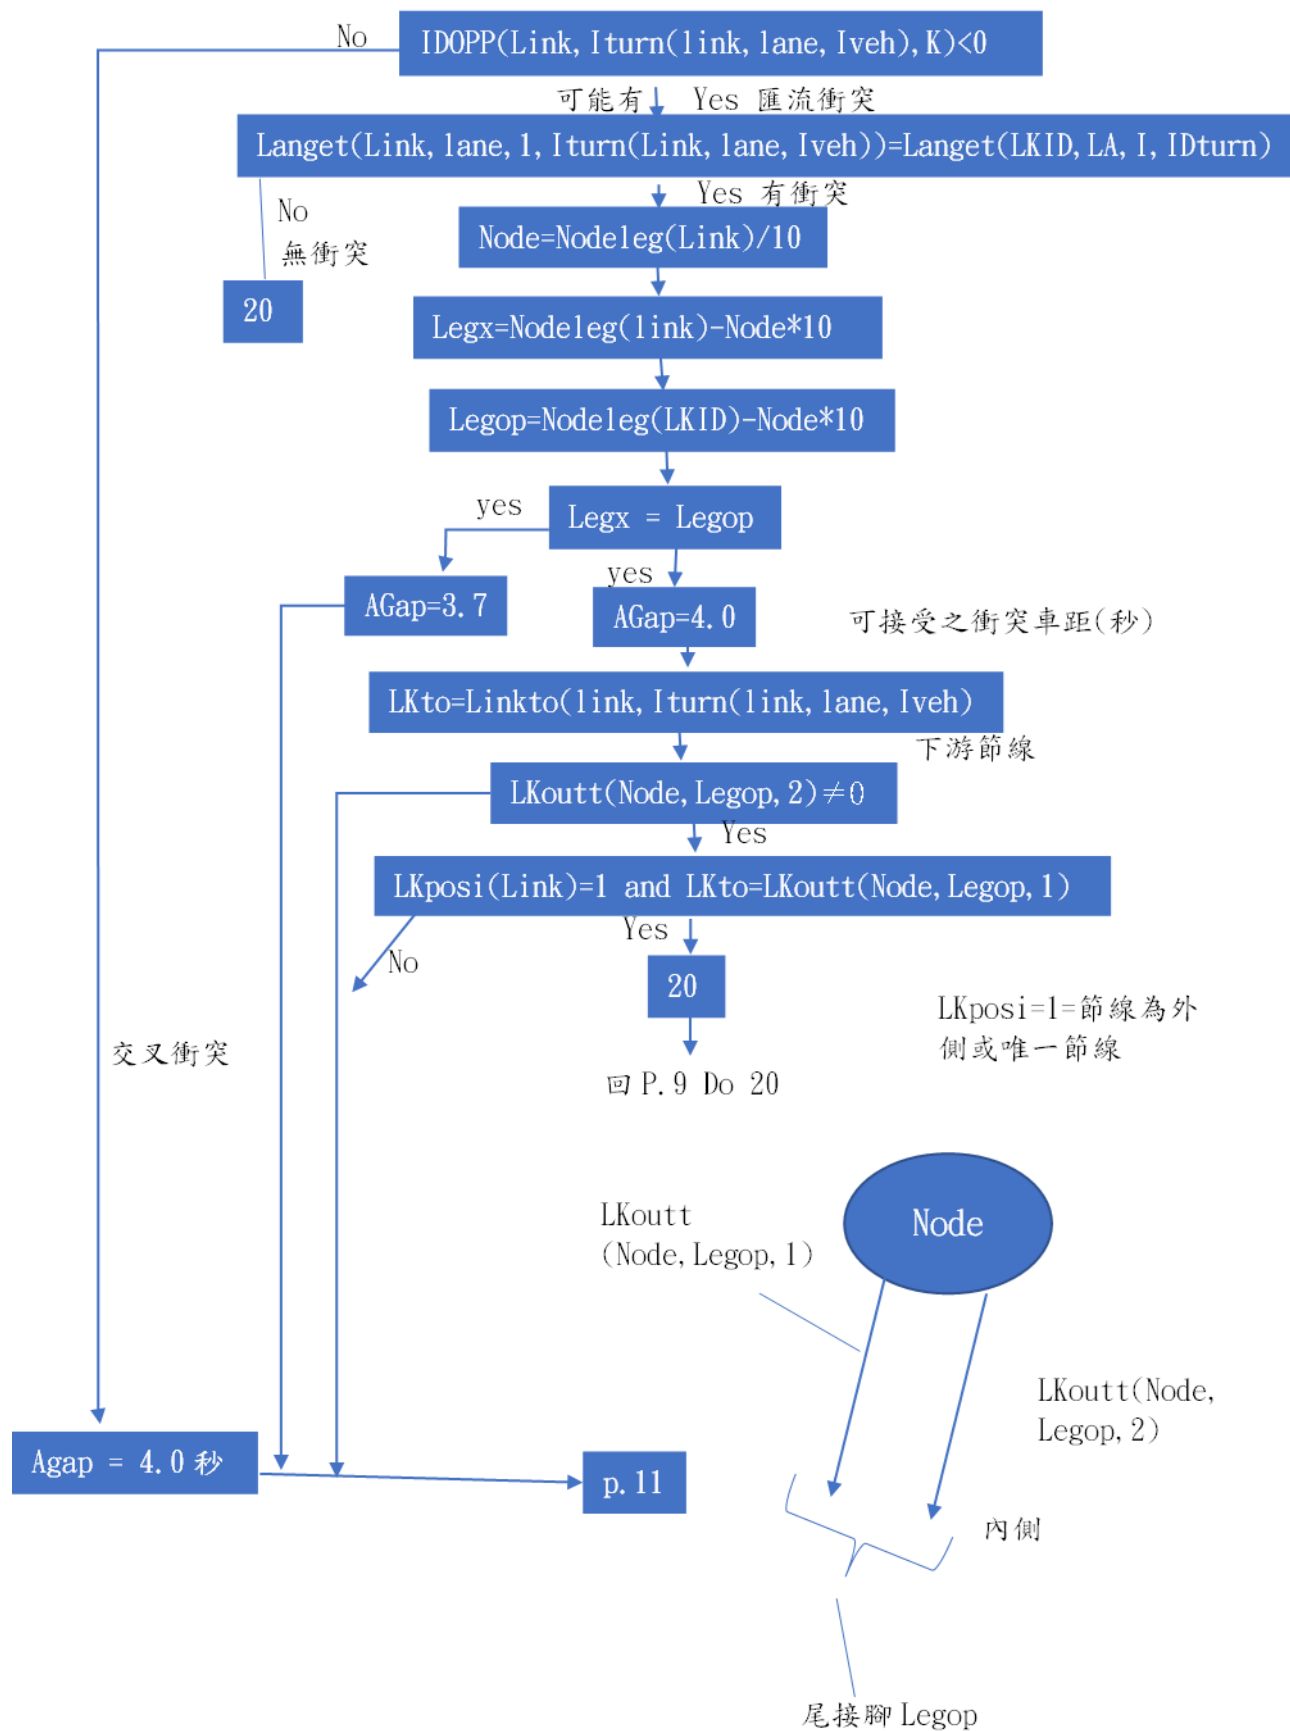 No
IDOPP(Link,Iturn(link,lane,Iveh),K)<0
可能有 Yes 匯流衝突
Langet(Link,lane,1,Iturn(Link,lane,Iveh))=Langet(LKID,LA,I,IDturn)
Yes 有衝突
No
無衝突
Node=Nodeleg(Link)/10
20
Legx=Nodeleg(link)-Node*10
Legop=Nodeleg(LKID)-Node*10
yes
Legx = Legop
yes
AGap=3.7
AGap=4.0
可接受之衝突車距(秒)
LKto=Linkto(link,Iturn(link,lane,Iveh)
下游節線
LKoutt(Node,Legop,2)≠0
Yes
LKposi(Link)=1 and LKto=LKoutt(Node,Legop,1)
Yes
No
20
LKposi=1=節線為外
側或唯一節線
交叉衝突
回 P.9 Do 20
LKoutt
(Node,Legop,1)
Node
LKoutt(Node,
Legop,2)
Agap = 4.0 秒
p.11
內側
尾接腳 Legop